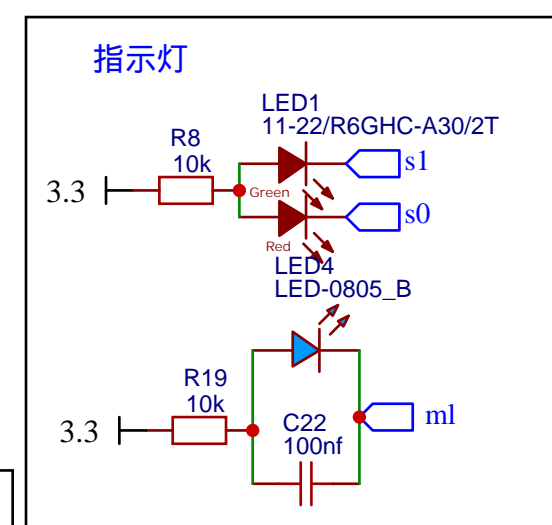 指示灯
LED1
11-22/R6GHC-A30/2T
R8
10k
3.3
s1
Green
s0
Red
LED4
LED-0805_B
R19
10k
3.3
C22
100nf
ml